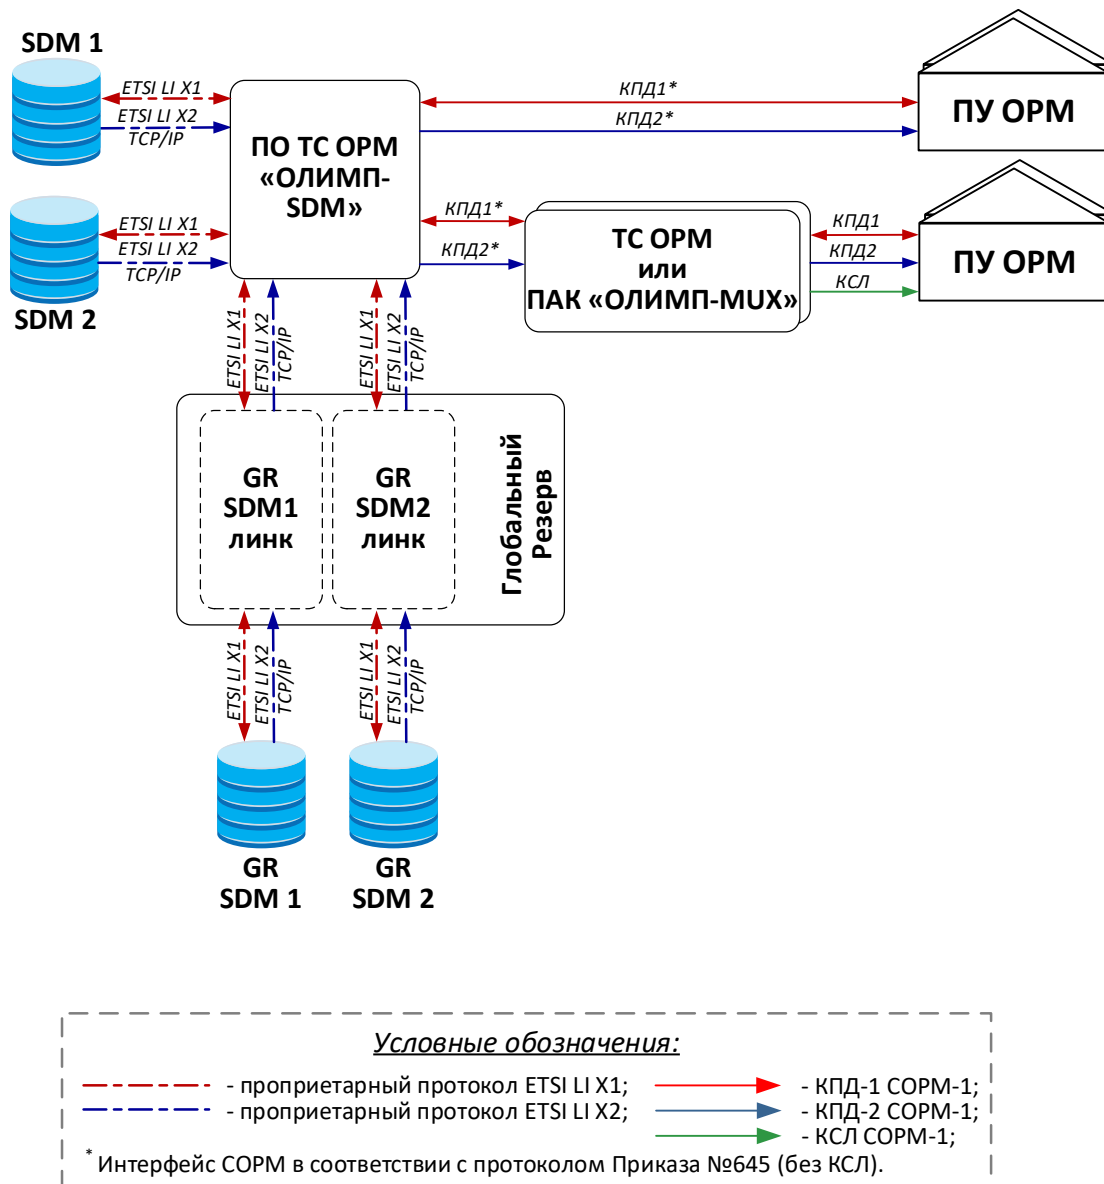 SDM 1
ETSI LI X1
ETSI LI X2
TCP/IP
ПО ТС ОРМ
«ОЛИМП-
SDM»
КПД1*
КПД2*
ПУ ОРМ
SDM 2
ETSI LI X1
ETSI LI X2
TCP/IP
КПД1*
КПД2*
ТС ОРМ
или
ПАК «ОЛИМП-MUX»
КПД1
КПД2
КСЛ
ПУ ОРМ
ETSI LI X1
ETSI LI X2
TCP/IP
ETSI LI X1
ETSI LI X2
TCP/IP
GR
SDM1
линк
GR
SDM2
линк
Глобальный
Резерв
ETSI LI X1
ETSI LI X2
TCP/IP
ETSI LI X1
ETSI LI X2
TCP/IP
GR
SDM 1
GR
SDM 2
Условные обозначения:
- проприетарный протокол ETSI LI X1;
- проприетарный протокол ETSI LI X2;
- КПД-1 СОРМ-1;
- КПД-2 СОРМ-1;
- КСЛ СОРМ-1;
* Интерфейс СОРМ в соответствии с протоколом Приказа №645 (без КСЛ).